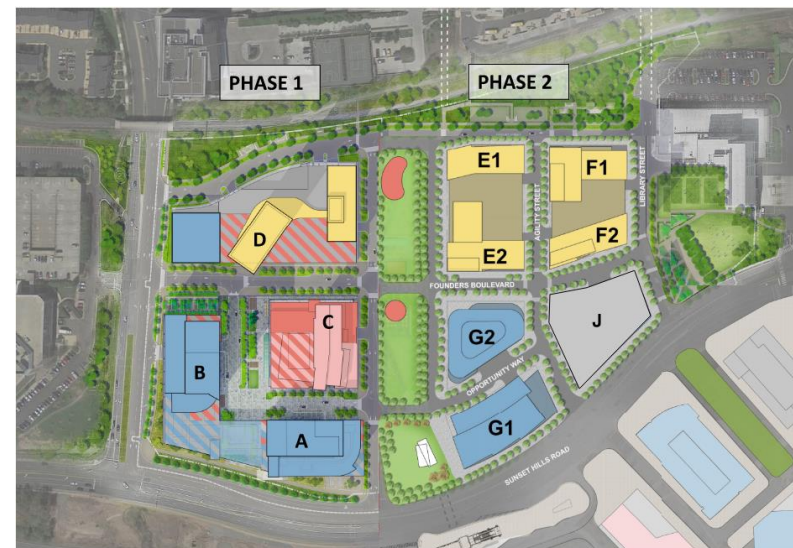 PHASE 1
PHASE 2
E1
F1
AGILITY STREET
LIBRARY STREET
D
E2
F2
FOUNDERS BOULEVARD
C
B
G2
J
OPPORTUNITY WAY
A
G1
SUNSET HILLS ROAD